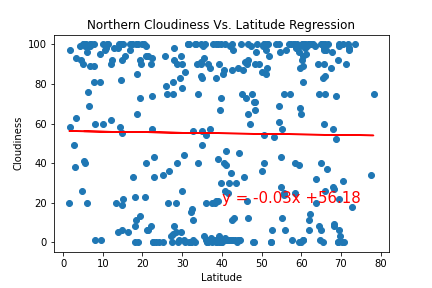 Northern Cloudiness Vs. Latitude Regression
100
80
60
40
20
0
Cloudiness
y = -0.03x +56.18
0 10 20 30 40 50 60 70 80
Latitude